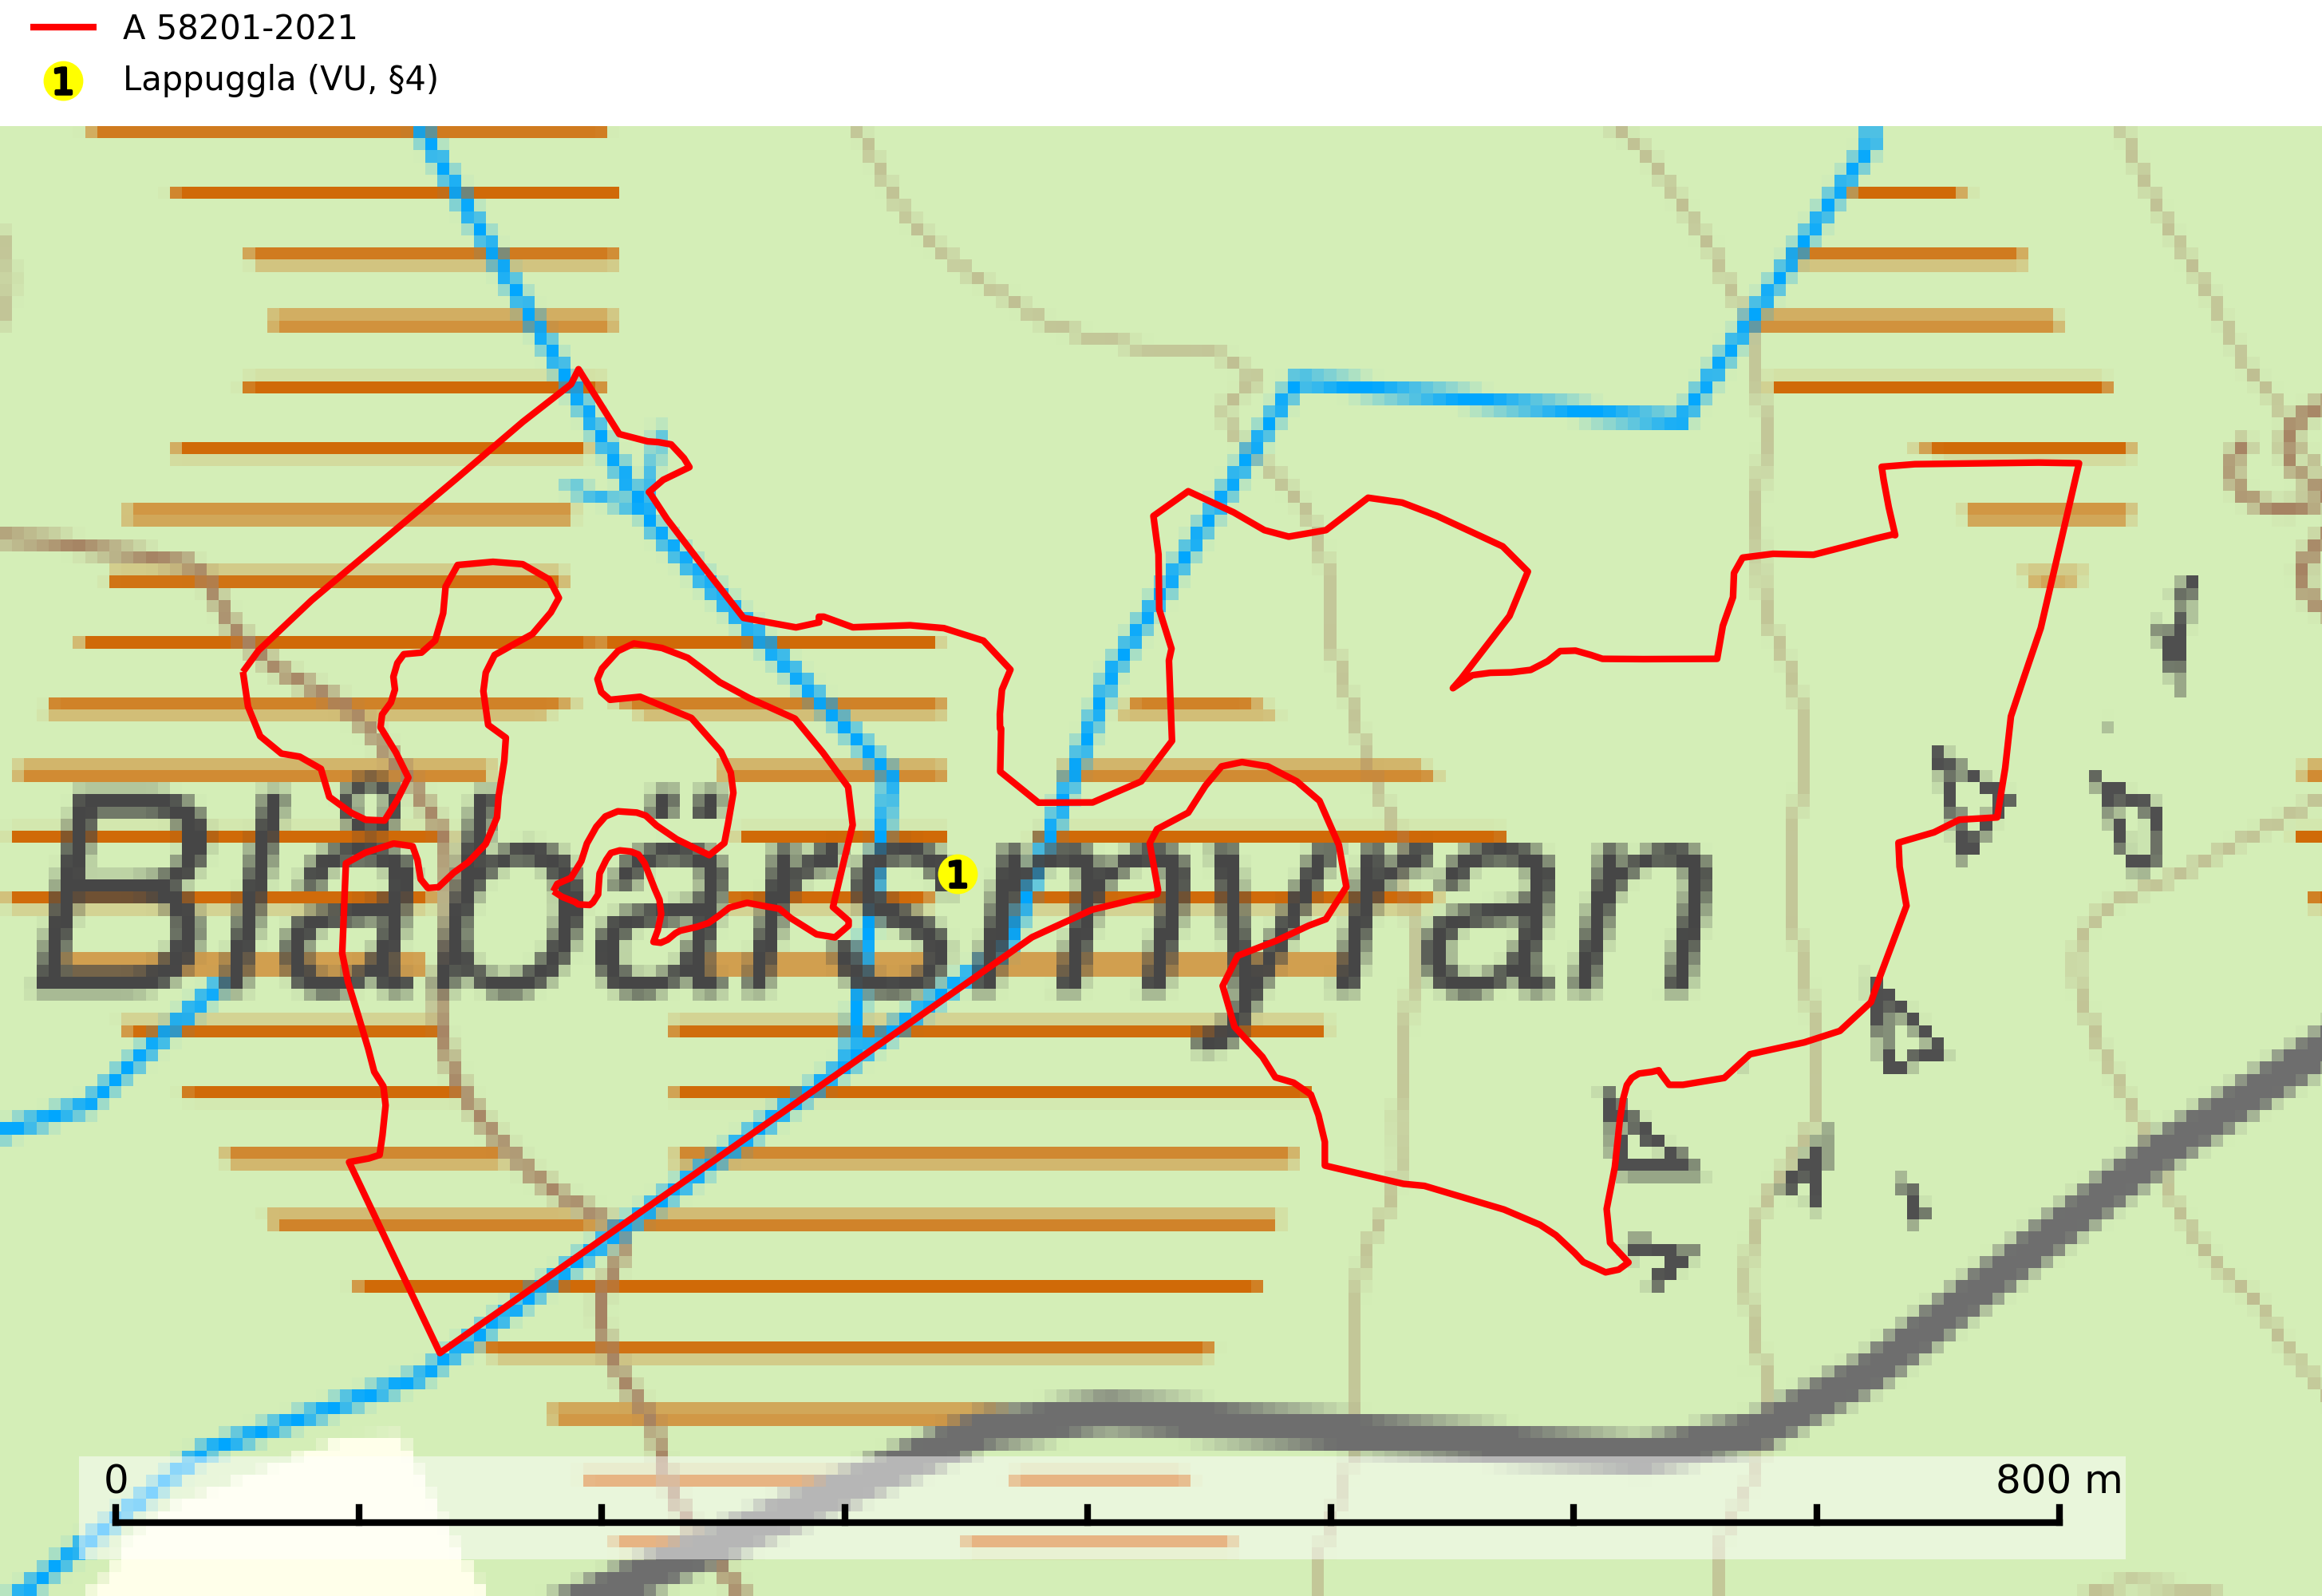 A 58201-2021
1 Lappuggla (VU, §4)
1
Blåbärsmyran
0 800 m